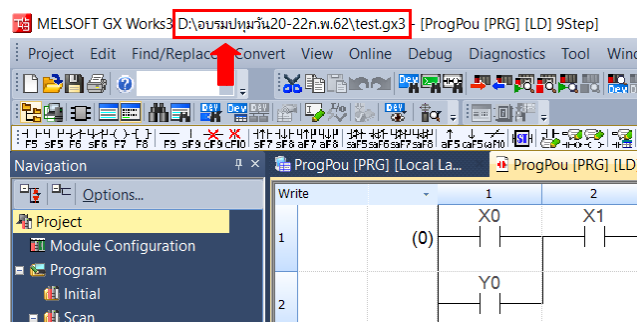 MELSOFT GX Works3 D:\อบรมปทุมวัน20-22ก.พ.62\test.gx3 - [ProgPou [PRG] [LD] 9Step]
Project Edit Find/Replace Convert View Online Debug Diagnostics Tool Wind
F5 sF5 F6 sF6 F7 F8 F9 sF9 cF9 cF10 sF7 sF8 aF7 aF8 saF5 saF6 saF7 saF8 aF5 caF5 caF10
Navigation
ProgPou [PRG] [Local La...
ProgPou [PRG] [LD]
Options...
Write 1 2
Project
X0 X1
Module Configuration
1 (0)
Program
Initial
Y0
2
Scan